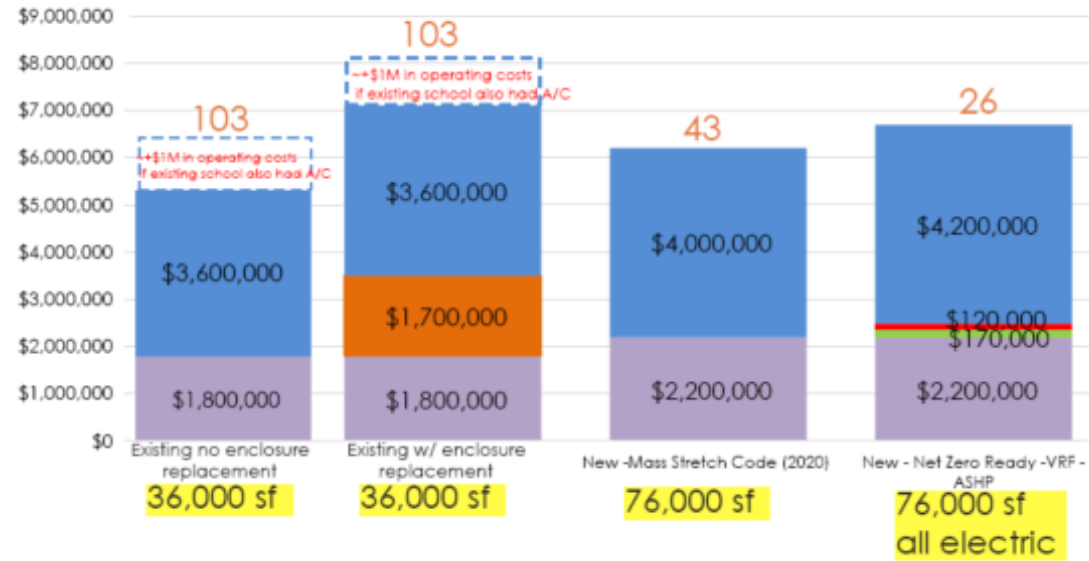 $9,000,000
$8,000,000
$7,000,000
$6,000,000
$5,000,000
$4,000,000
$3,000,000
$2,000,000
$1,000,000
$0
103
~+$1M in operating costs
if existing school also had A/C
$3,600,000
$1,800,000
Existing no enclosure
replacement
36,000 sf
103
~+$1M in operating costs
if existing school also had A/C
$3,600,000
$1,700,000
$1,800,000
Existing w/ enclosure
replacement
36,000 sf
43
$4,000,000
$2,200,000
New -Mass Stretch Code (2020)
76,000 sf
26
$4,200,000
$120,000
$170,000
$2,200,000
New - Net Zero Ready -VRF -
ASHP
76,000 sf
all electric